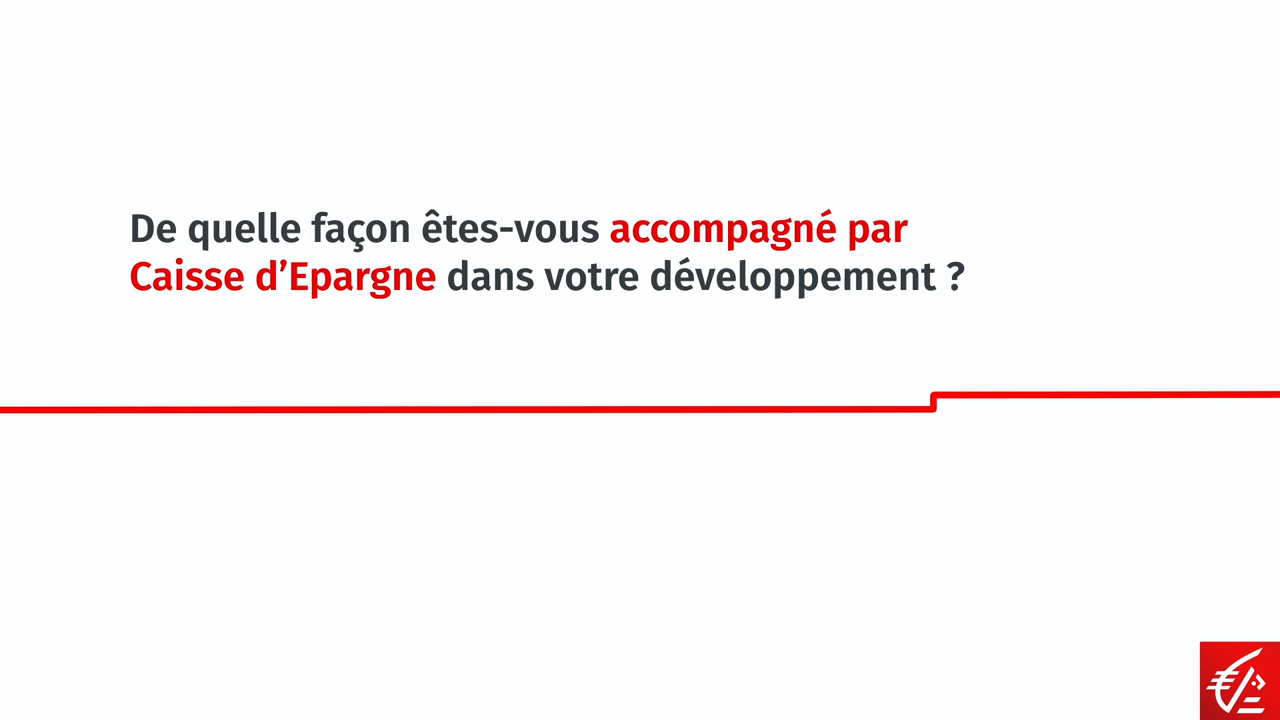 De quelle façon êtes-vous accompagné par
Caisse d’Epargne dans votre développement ?